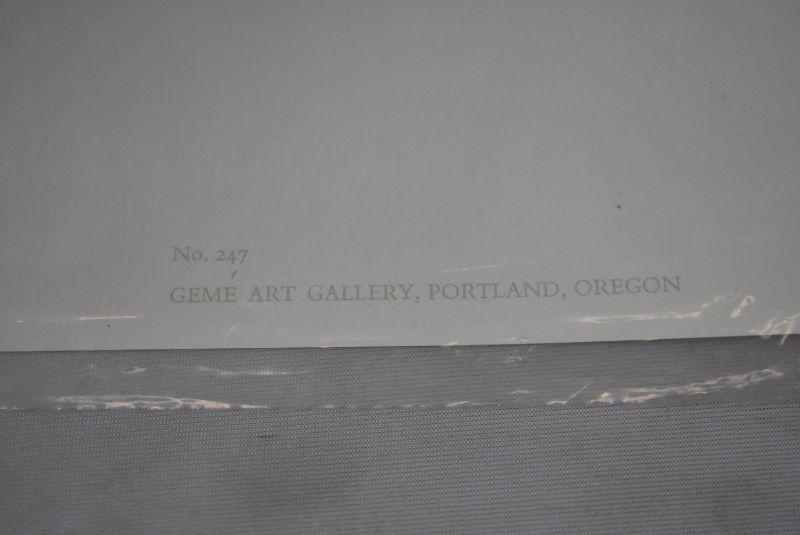 No. 247
GEMÉ ART GALLERY, PORTLAND, OREGON